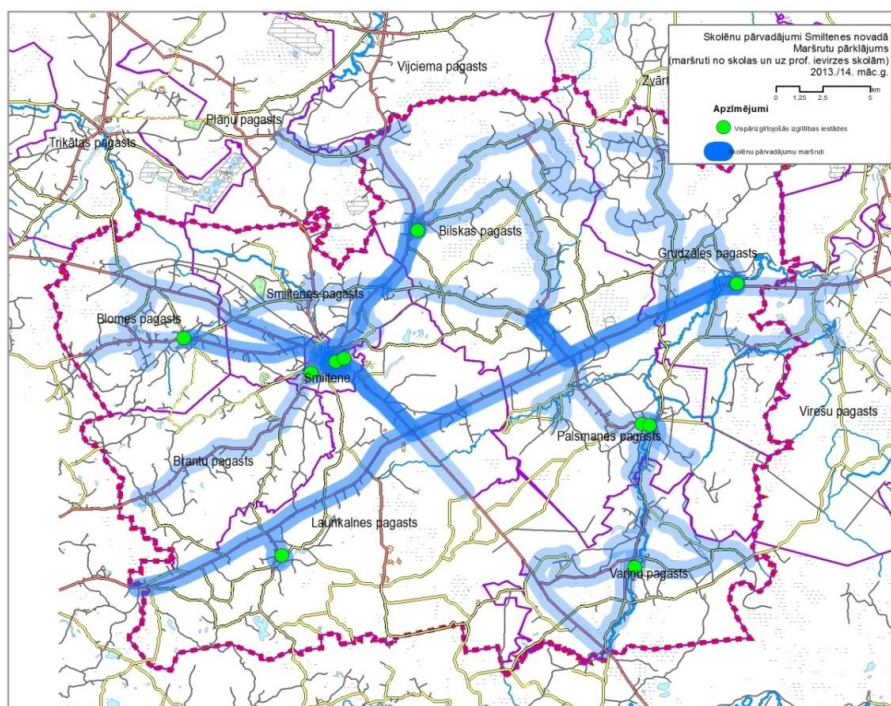 Skolēnu pārvadājumi Smiltenes novadā
Maršrutu pārklājums
(maršruti no skolas un uz prof. ievirzes skolām)
2013./14. māc.g.
0 1,25 2,5 5
km
Apzīmējumi
Vispārizglītojošās izglītības iestādes
Skolēnu pārvadājumu maršruti
Vijciema pagasts
Zvārt
Plāņu pagasts
Trikātas pagasts
Bilskas pagasts
Grudzāles pagasts
Smiltenes pagasts
Blomes pagasts
Smiltene
Virešu pagasts
Palsmanes pagasts
Brantu pagasts
Launkalnes pagasts
Variņu pagasts